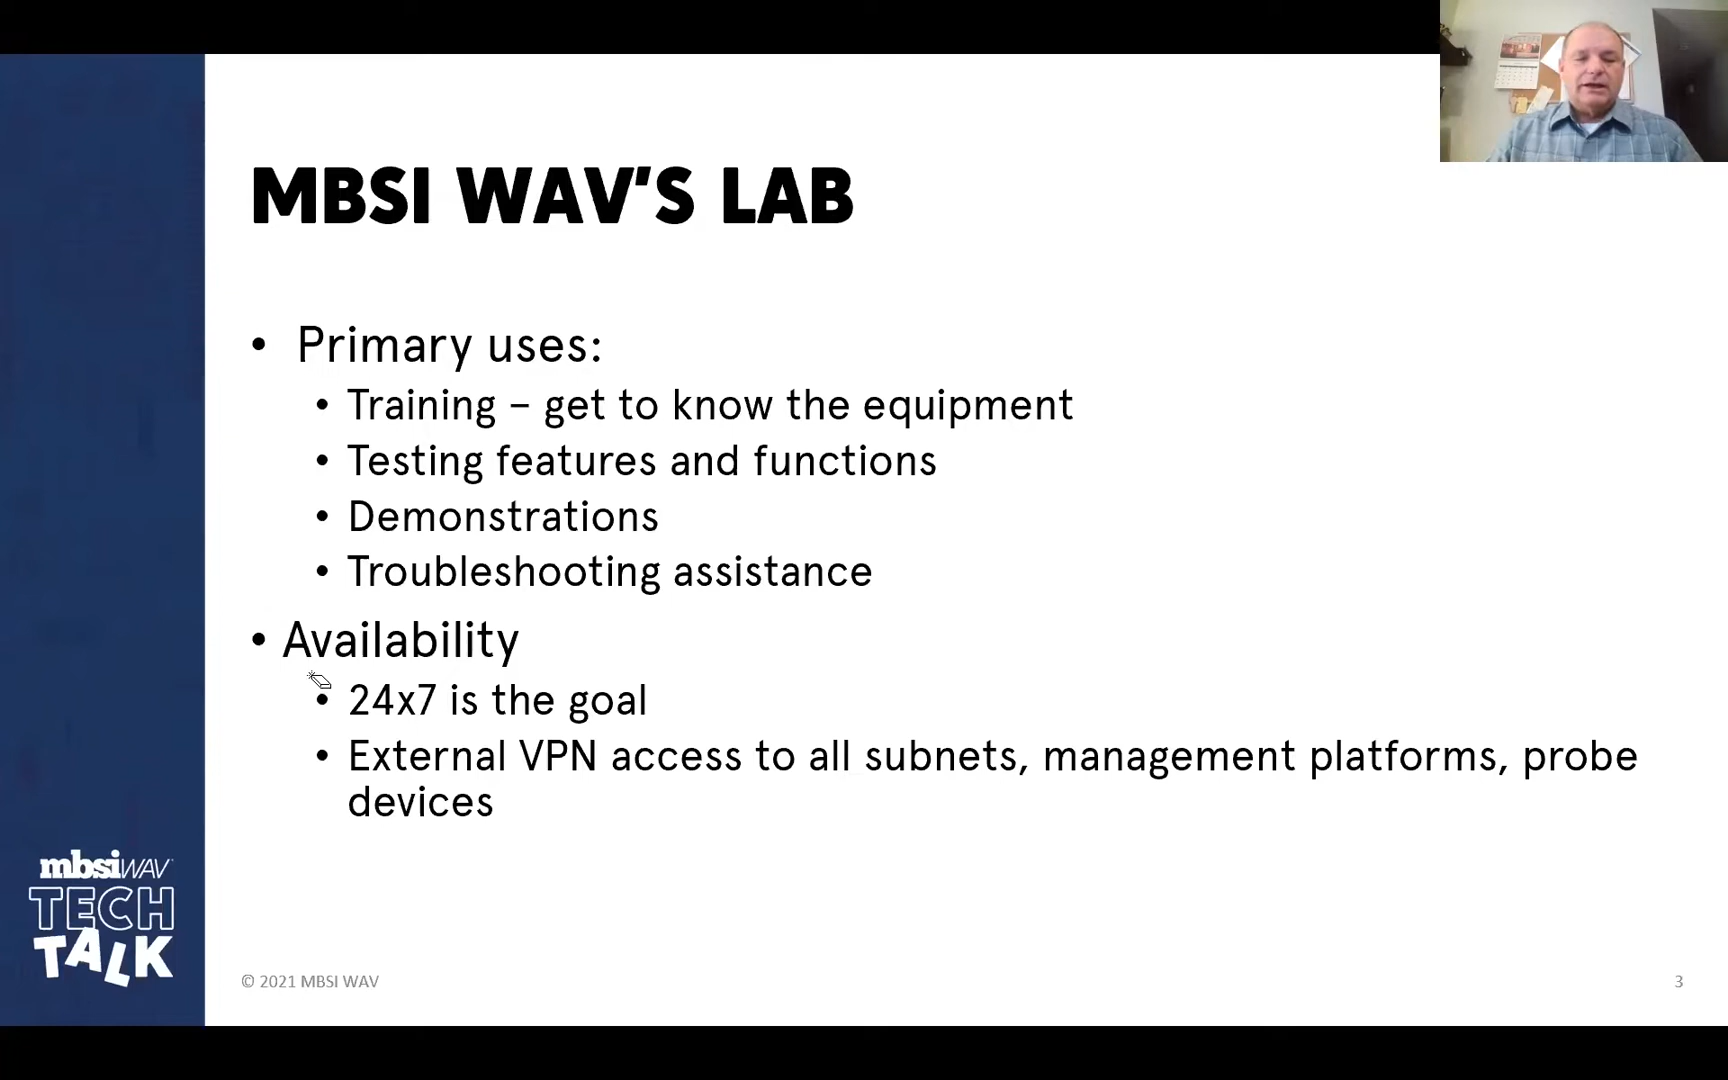 MBSI WAV’S LAB
• Primary uses:
• Training – get to know the equipment
• Testing features and functions
• Demonstrations
• Troubleshooting assistance
• Availability
• 24x7 is the goal
• External VPN access to all subnets, management platforms, probe
devices
mbsiWAV
TECH
TALK
© 2021 MBSI WAV
3